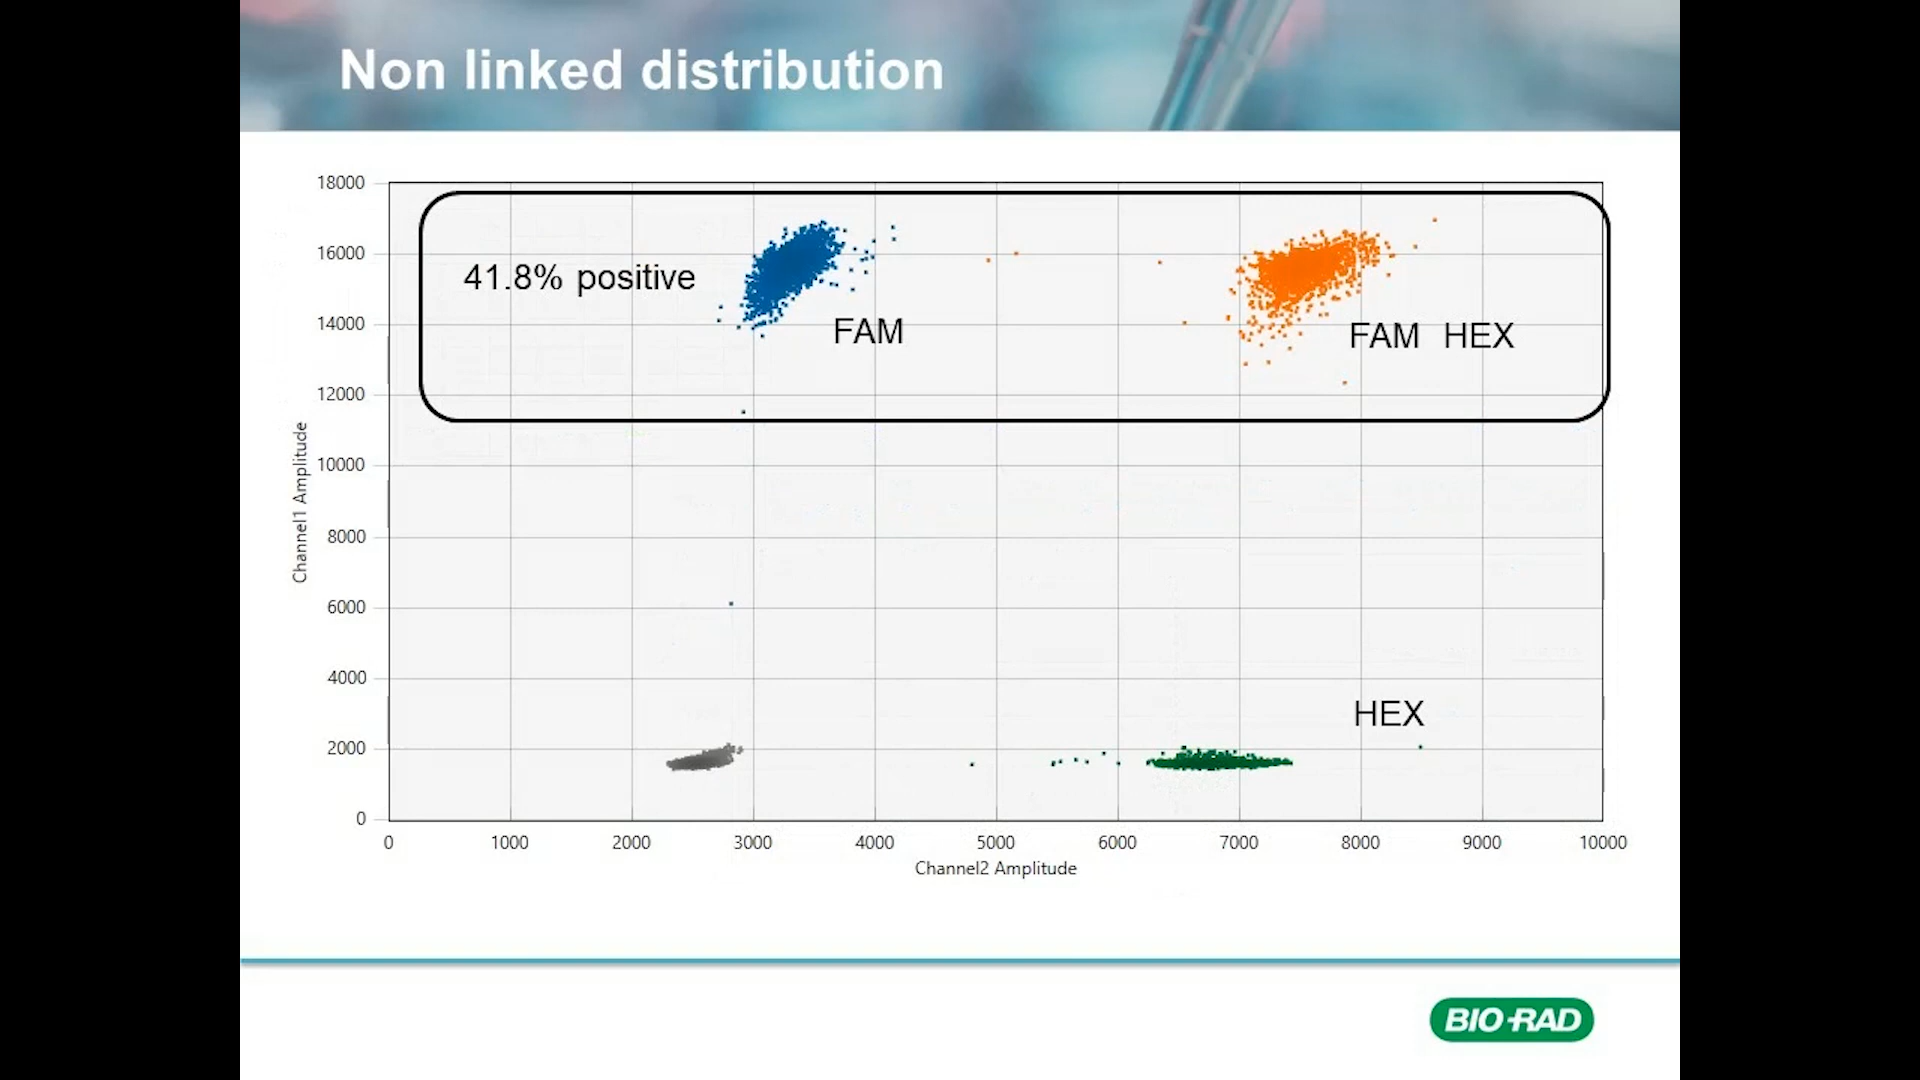 Non linked distribution
18000
16000
14000
12000
10000
8000
6000
4000
2000
0
Channel1 Amplitude
41.8% positive
FAM
FAM HEX
HEX
0 1000 2000 3000 4000 5000 6000 7000 8000 9000 10000
Channel2 Amplitude
BIO-RAD